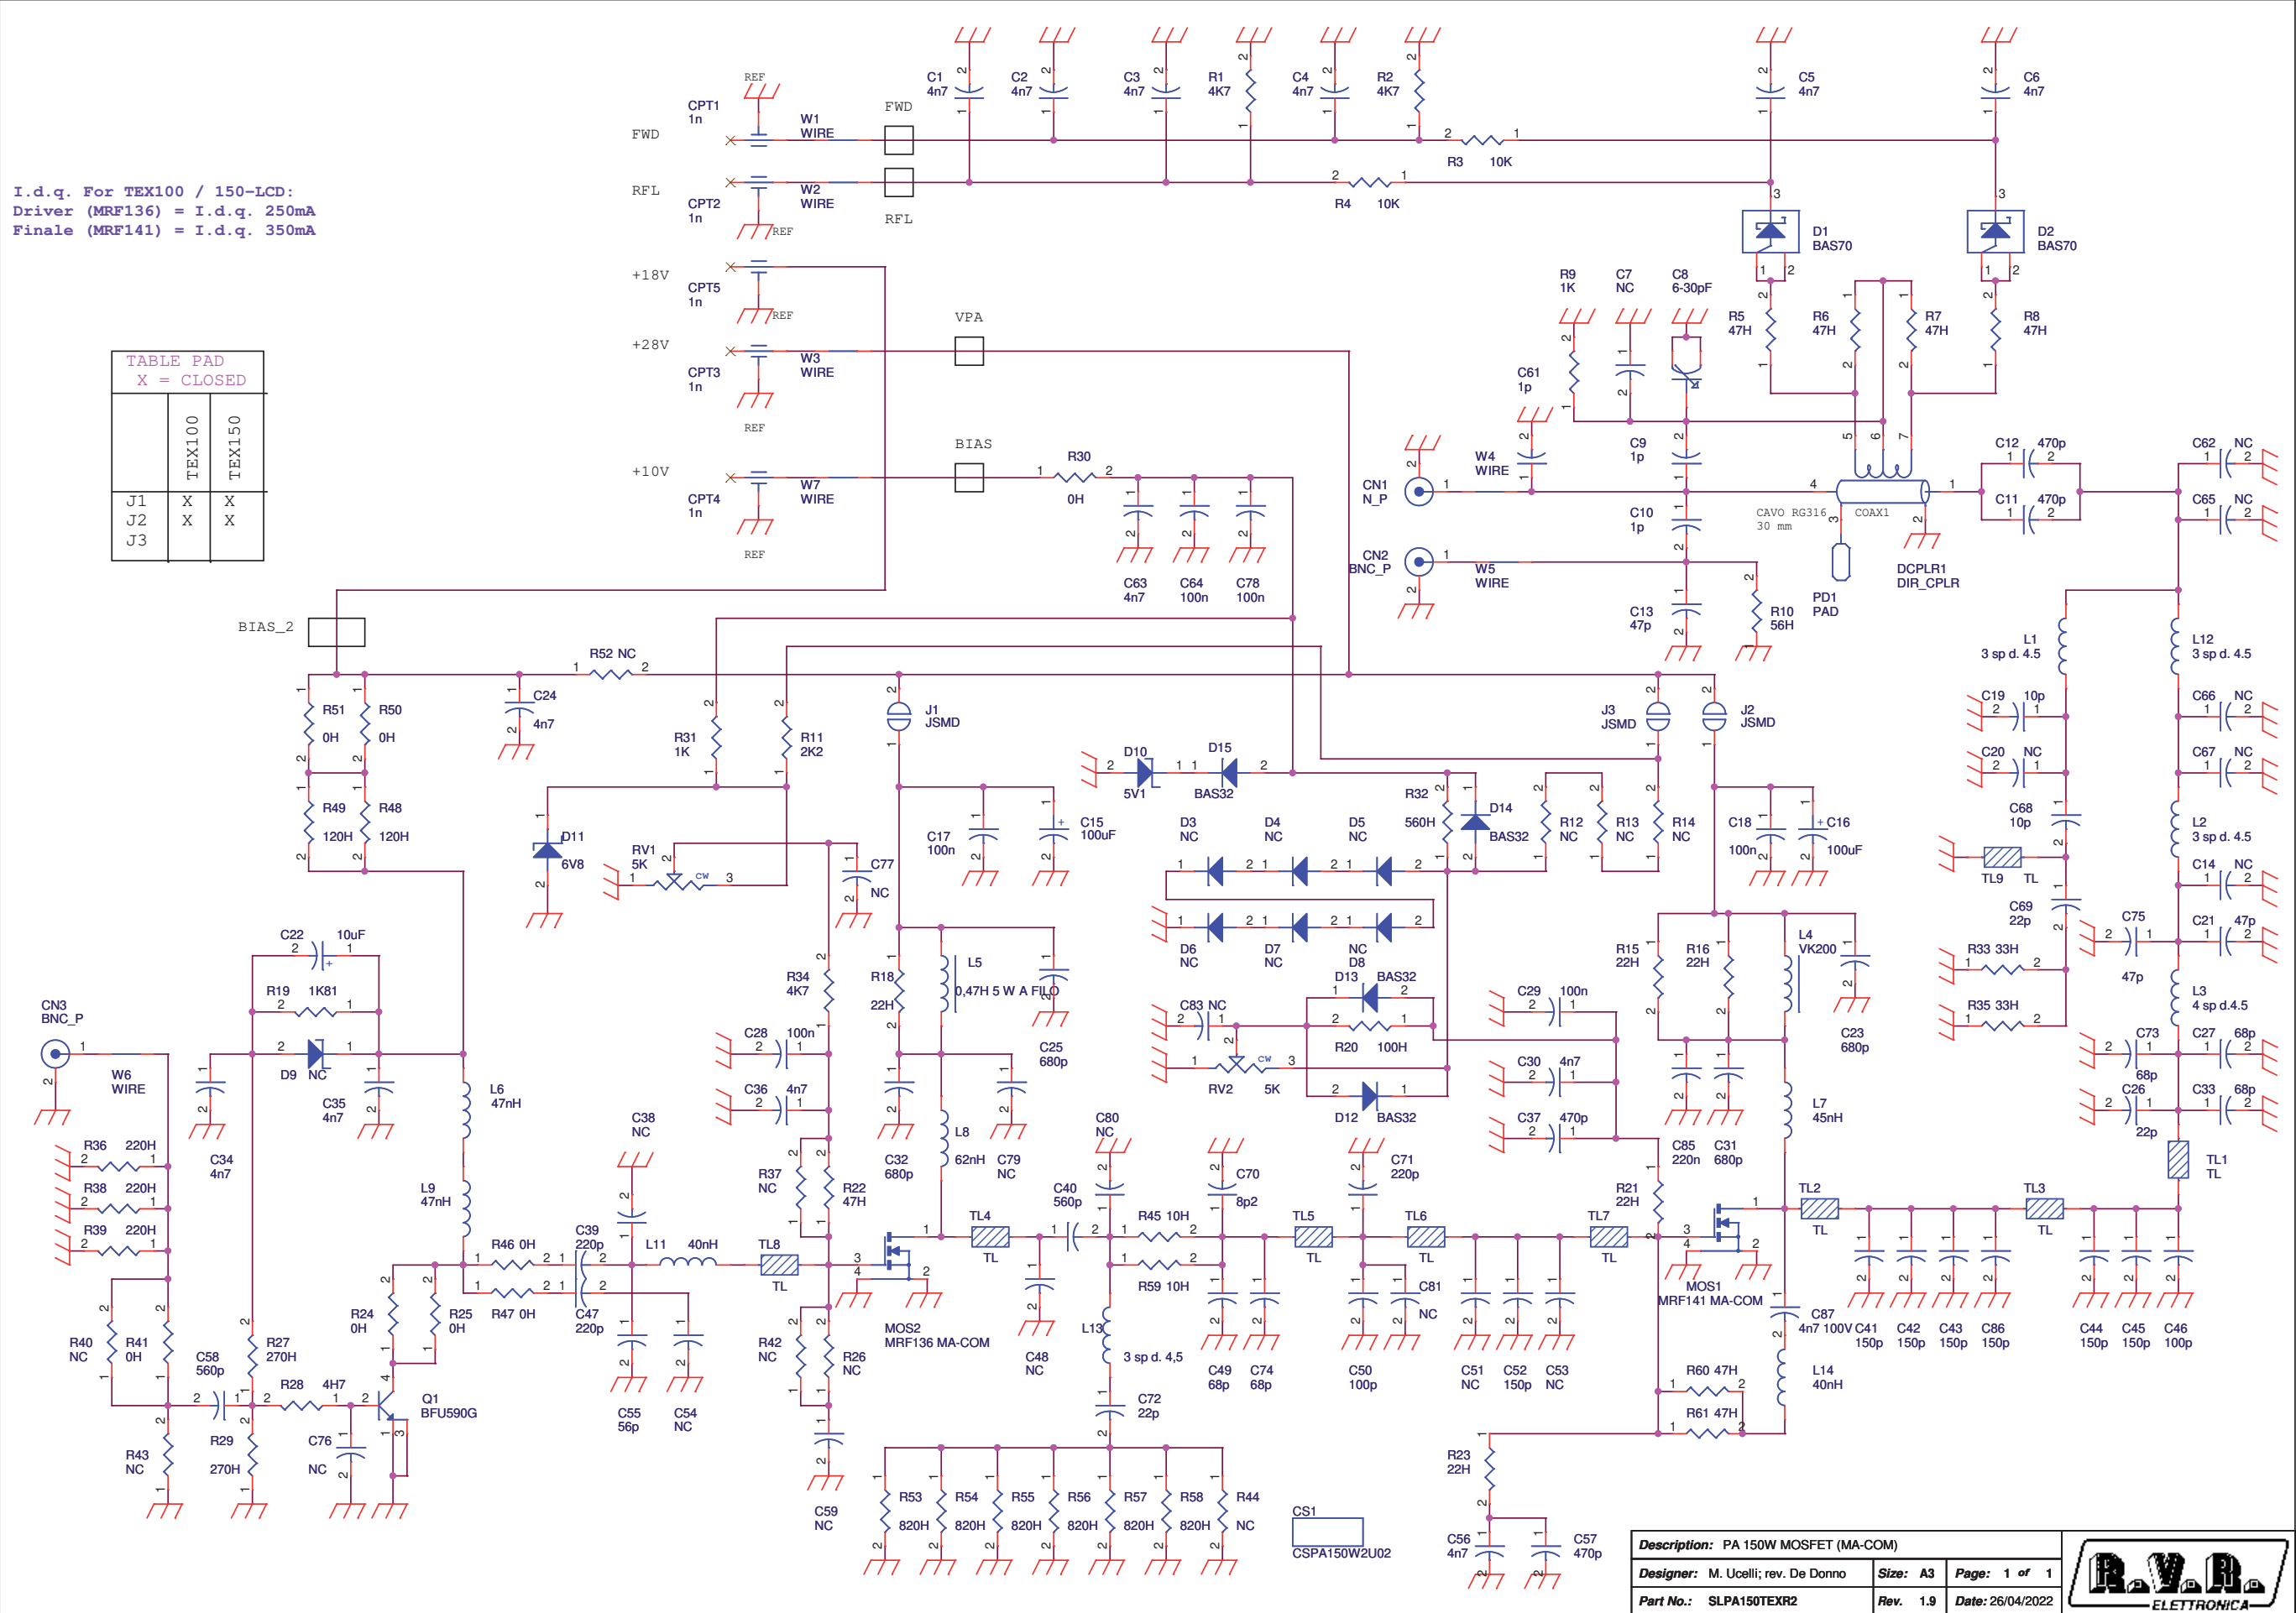 I.d.q. For TEX100 / 150-LCD:
Driver (MRF136) = I.d.q. 250mA
Finale (MRF141) = I.d.q. 350mA
TABLE PAD
X = CLOSED
TEX100 TEX150
J1 X X
J2 X X
J3
REF
CPT1
1n
FWD
W1
WIRE
FWD
RFL
CPT2
1n
REF
W2
WIRE
RFL
+18V
CPT5
1n
REF
+28V
CPT3
1n
REF
W3
WIRE
VPA
+10V
CPT4
1n
REF
W7
WIRE
BIAS
R30
0H
C63
4n7
C64
100n
C78
100n
C1
4n7
C2
4n7
C3
4n7
R1
4K7
C4
4n7
R2
4K7
C5
4n7
C6
4n7
R3 10K
R4 10K
D1
BAS70
D2
BAS70
R9
1K
C7
NC
C8
6-30pF
R5
47H
R6
47H
R7
47H
R8
47H
C61
1p
CN1
N_P
W4
WIRE
C9
1p
C10
1p
CN2
BNC_P
W5
WIRE
C13
47p
R10
56H
CAVO RG316
30 mm
COAX1
PD1
PAD
DCPLR1
DIR_CPLR
C12 470p
C11 470p
C62 NC
C65 NC
L1
3 sp d. 4.5
L12
3 sp d. 4.5
C19 10p
C66 NC
C20 NC
C67 NC
C68
10p
L2
3 sp d. 4.5
TL9 TL
C14 NC
C69
22p
C75
47p
C21 47p
R33 33H
R35 33H
L3
4 sp d.4.5
C73
68p
C27 68p
C26
22p
C33 68p
TL1
TL
BIAS_2
R52 NC
R51
0H
R50
0H
C24
4n7
R49
120H
R48
120H
R31
1K
R11
2K2
J1
JSMD
J3
JSMD
J2
JSMD
D11
6V8
RV1
5K
CW
C77
NC
C17
100n
C15
100uF
D10
5V1
D15
BAS32
R32
560H
D14
BAS32
R12
NC
R13
NC
R14
NC
C18
100n
C16
100uF
D3
NC
D4
NC
D5
NC
D6
NC
D7
NC
NC
D8
C22 10uF
R19 1K81
D9 NC
CN3
BNC_P
W6
WIRE
C34
4n7
C35
4n7
L6
47nH
L9
47nH
R36 220H
R38 220H
R39 220H
R34
4K7
C28 100n
C36 4n7
R18
22H
L5
0,47H 5 W A FILO
C25
680p
C32
680p
L8
62nH
C79
NC
C83 NC
D13 BAS32
R20 100H
RV2 5K
CW
D12 BAS32
C29 100n
C30 4n7
C37 470p
R15
22H
R16
22H
L4
VK200
C23
680p
C85
220n
C31
680p
L7
45nH
R21
22H
R40
NC
R41
0H
R43
NC
C58
560p
R27
270H
R28 4H7
R29
270H
C76
NC
Q1
BFU590G
R24
0H
R25
0H
R46 0H
R47 0H
C39
220p
C47
220p
C38
NC
C55
56p
C54
NC
L11 40nH
TL8
TL
R37
NC
R22
47H
R42
NC
R26
NC
C59
NC
MOS2
MRF136 MA-COM
TL4
TL
C40
560p
C48
NC
C80
NC
R45 10H
R59 10H
L13
3 sp d. 4,5
C72
22p
C70
8p2
C49
68p
C74
68p
TL5
TL
C71
220p
C50
100p
C81
NC
TL6
TL
C51
NC
C52
150p
C53
NC
TL7
TL
MOS1
MRF141 MA-COM
TL2
TL
C87
4n7 100V
L14
40nH
C41
150p
C42
150p
C43
150p
C86
150p
TL3
TL
C44
150p
C45
150p
C46
100p
R60 47H
R61 47H
R23
22H
C56
4n7
C57
470p
R53
820H
R54
820H
R55
820H
R56
820H
R57
820H
R58
820H
R44
NC
CS1
CSPA150W2U02
Description: PA 150W MOSFET (MA-COM)
Designer: M. Ucelli; rev. De Donno Size: A3 Page: 1 of 1
Part No.: SLPA150TEXR2 Rev. 1.9 Date: 26/04/2022
R.V.R.
ELETTRONICA